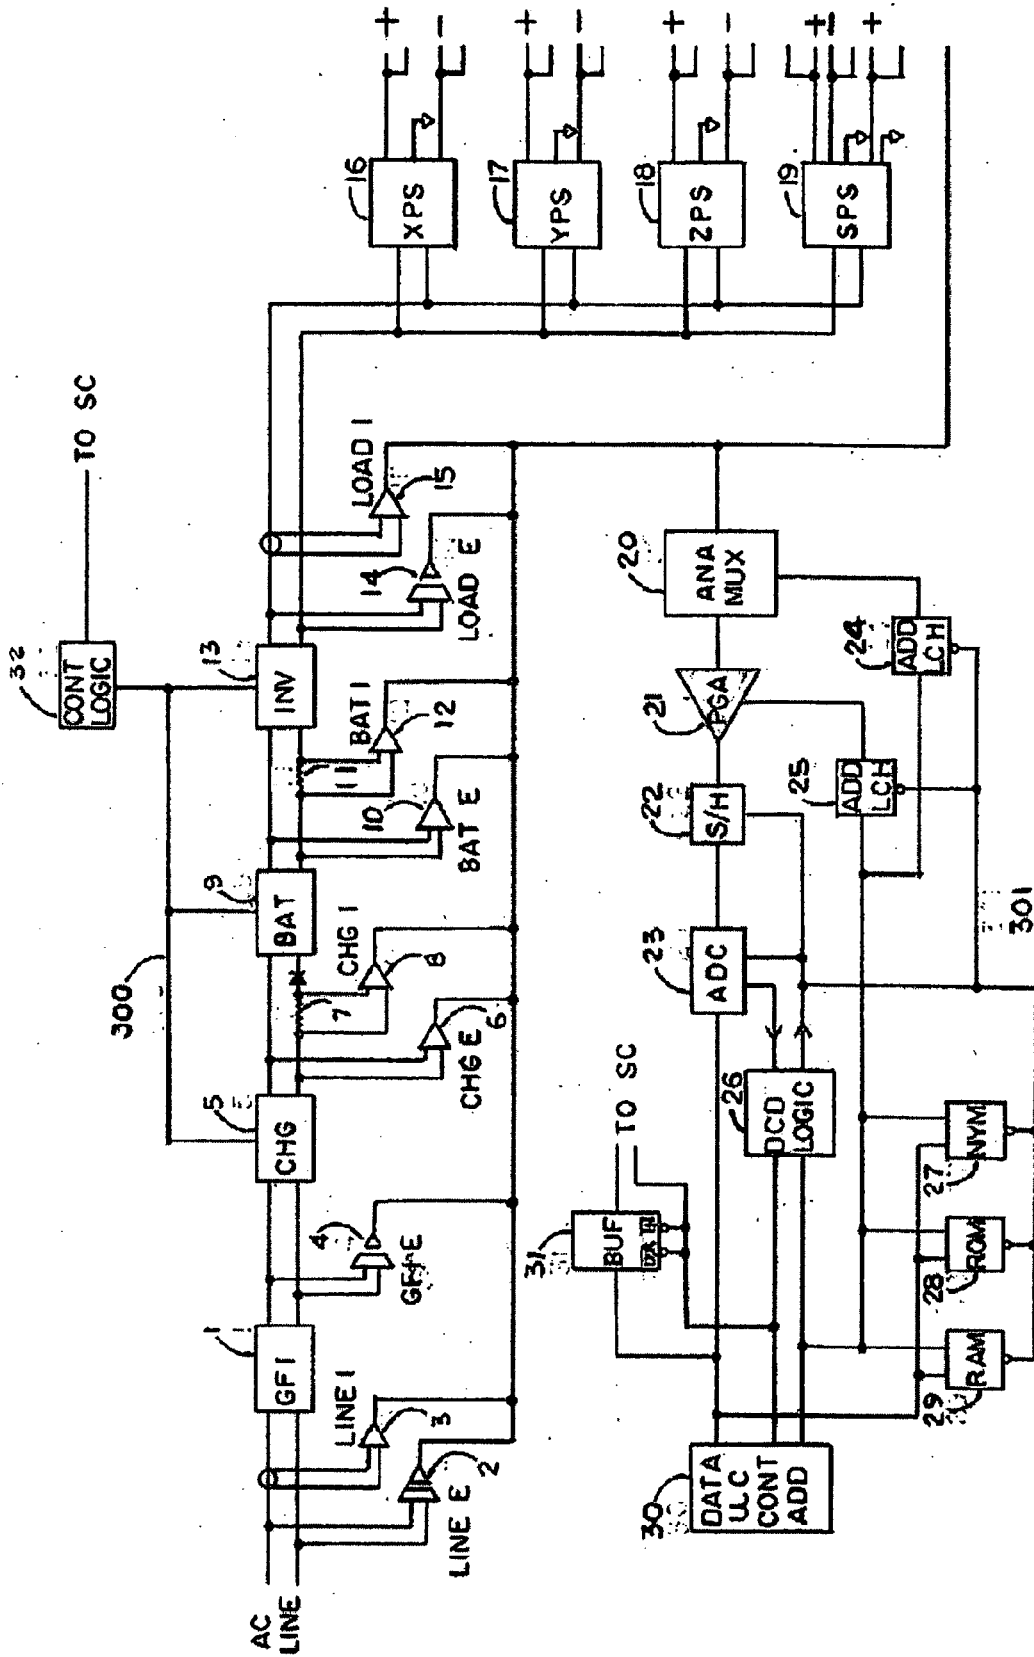 32
CONT
LOGIC
TO SC
300
AC
LINE
1
GFI
5
CHG
9
BAT
13
INV
LINE I
3
LINE E
2
4
GFI E
7
CHG I
8
CHG E
6
11
BAT I
12
10
BAT E
LOAD I
15
14
LOAD E
16
XPS
+
-
17
YPS
+
-
18
ZPS
+
-
19
SPS
+
-
+
31
BUF
TO SC
23
ADC
22
S/H
21
PGA
20
ANA
MUX
26
DCD
LOGIC
25
ADD
LCH
24
ADD
LCH
30
DATA
CONT
ADD
29
RAM
28
ROM
27
NYM
301